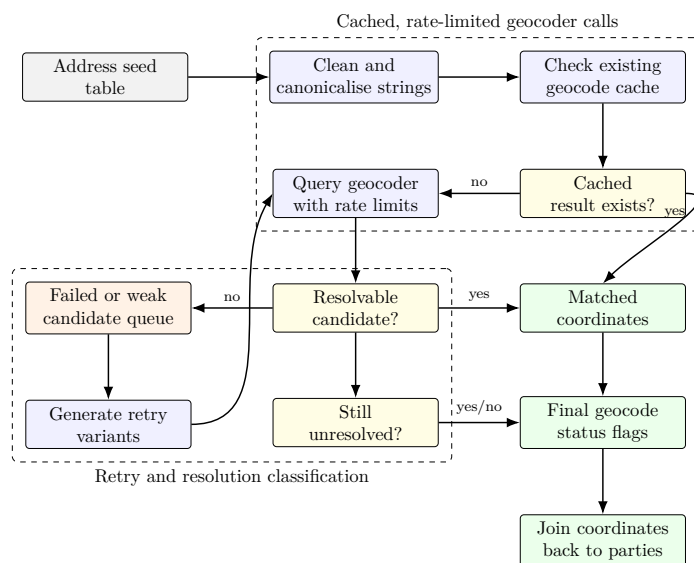 Cached, rate-limited geocoder calls
Address seed
table
Clean and
canonicalise strings
Check existing
geocode cache
Query geocoder
with rate limits
no
Cached
result exists?
yes
Failed or weak
candidate queue
no
Resolvable
candidate?
yes
Matched
coordinates
Generate retry
variants
Still
unresolved?
yes/no
Final geocode
status flags
Retry and resolution classification
Join coordinates
back to parties